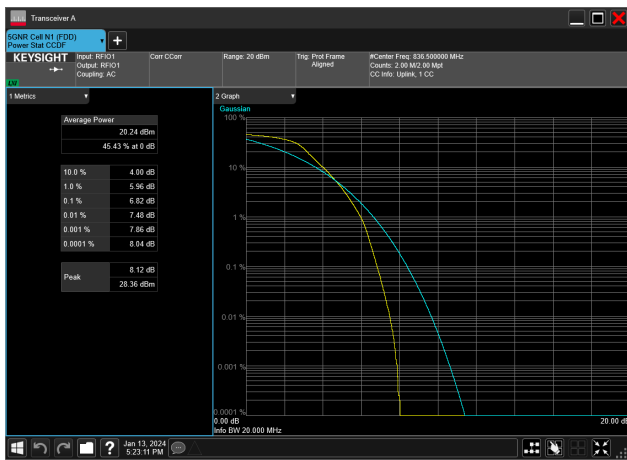 Transceiver A
5GNR Cell N1 (FDD)
Power Stat CCDF
KEYSIGHT
Input: RFIO1
Output: RFIO1
Coupling: AC
Corr CCorr
Range: 20 dBm
Trig: Prot Frame
Aligned
#Center Freq: 836.500000 MHz
Counts: 2.00 M/2.00 Mpt
CC Info: Uplink, 1 CC
LXI
1 Metrics
Average Power
20.24 dBm
45.43 % at 0 dB
10.0 % 4.00 dB
1.0 % 5.96 dB
0.1 % 6.82 dB
0.01 % 7.48 dB
0.001 % 7.86 dB
0.0001 % 8.04 dB
Peak
8.12 dB
28.36 dBm
2 Graph
Gaussian
100 %
10 %
1 %
0.1 %
0.01 %
0.001 %
0.0001 %
0.00 dB 20.00 dB
Info BW 20.000 MHz
Jan 13, 2024
5:23:11 PM